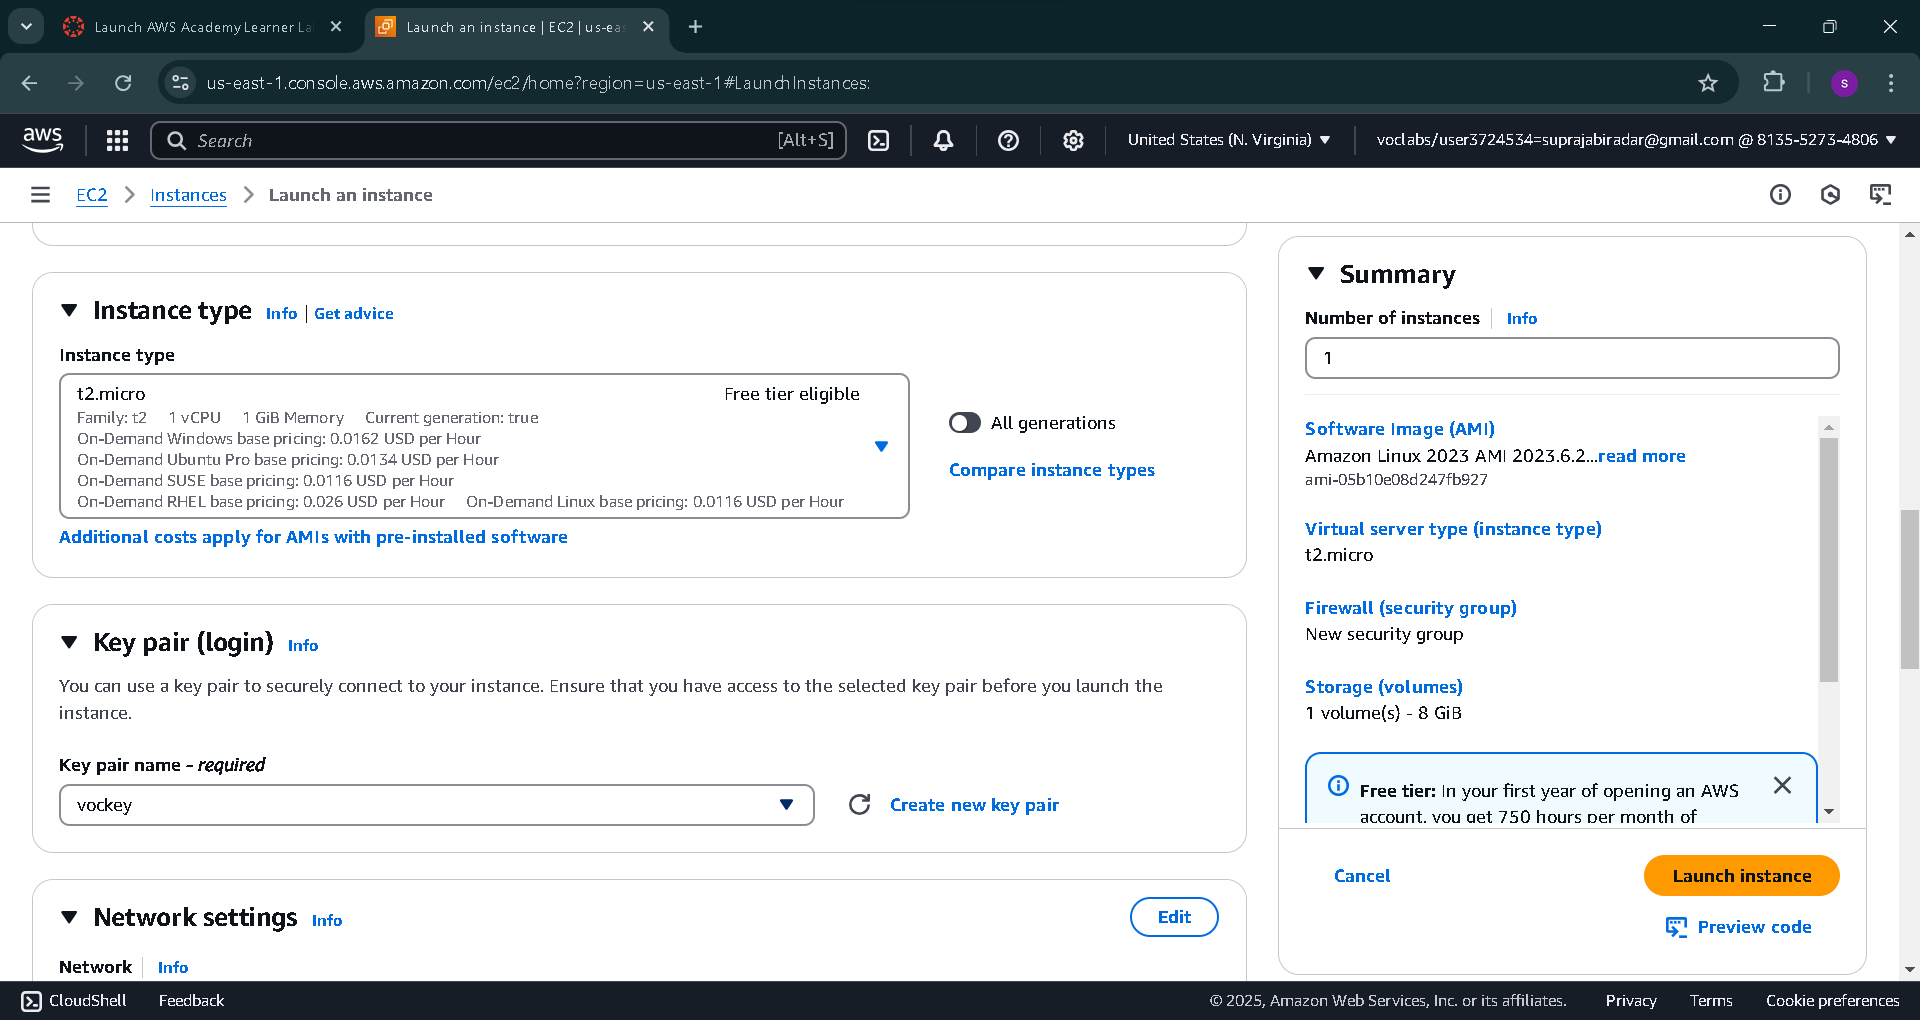 Launch AWS Academy Learner La
Launch an instance | EC2 | us-eas
us-east-1.console.aws.amazon.com/ec2/home?region=us-east-1#LaunchInstances:
S
aws
Search
[Alt+S]
United States (N. Virginia)
voclabs/user3724534=suprajabiradar@gmail.com @ 8135-5273-4806
EC2 > Instances > Launch an instance
Instance type Info | Get advice
Instance type
t2.micro Free tier eligible
Family: t2 1 vCPU 1 GiB Memory Current generation: true
On-Demand Windows base pricing: 0.0162 USD per Hour
On-Demand Ubuntu Pro base pricing: 0.0134 USD per Hour
On-Demand SUSE base pricing: 0.0116 USD per Hour
On-Demand RHEL base pricing: 0.026 USD per Hour On-Demand Linux base pricing: 0.0116 USD per Hour
All generations
Compare instance types
Additional costs apply for AMIs with pre-installed software
Key pair (login) Info
You can use a key pair to securely connect to your instance. Ensure that you have access to the selected key pair before you launch the
instance.
Key pair name - required
vockey
Create new key pair
Network settings Info
Edit
Network Info
Summary
Number of instances Info
1
Software Image (AMI)
Amazon Linux 2023 AMI 2023.6.2...read more
ami-05b10e08d247fb927
Virtual server type (instance type)
t2.micro
Firewall (security group)
New security group
Storage (volumes)
1 volume(s) - 8 GiB
Free tier: In your first year of opening an AWS
account, you get 750 hours per month of
Cancel
Launch instance
Preview code
CloudShell Feedback
© 2025, Amazon Web Services, Inc. or its affiliates. Privacy Terms Cookie preferences